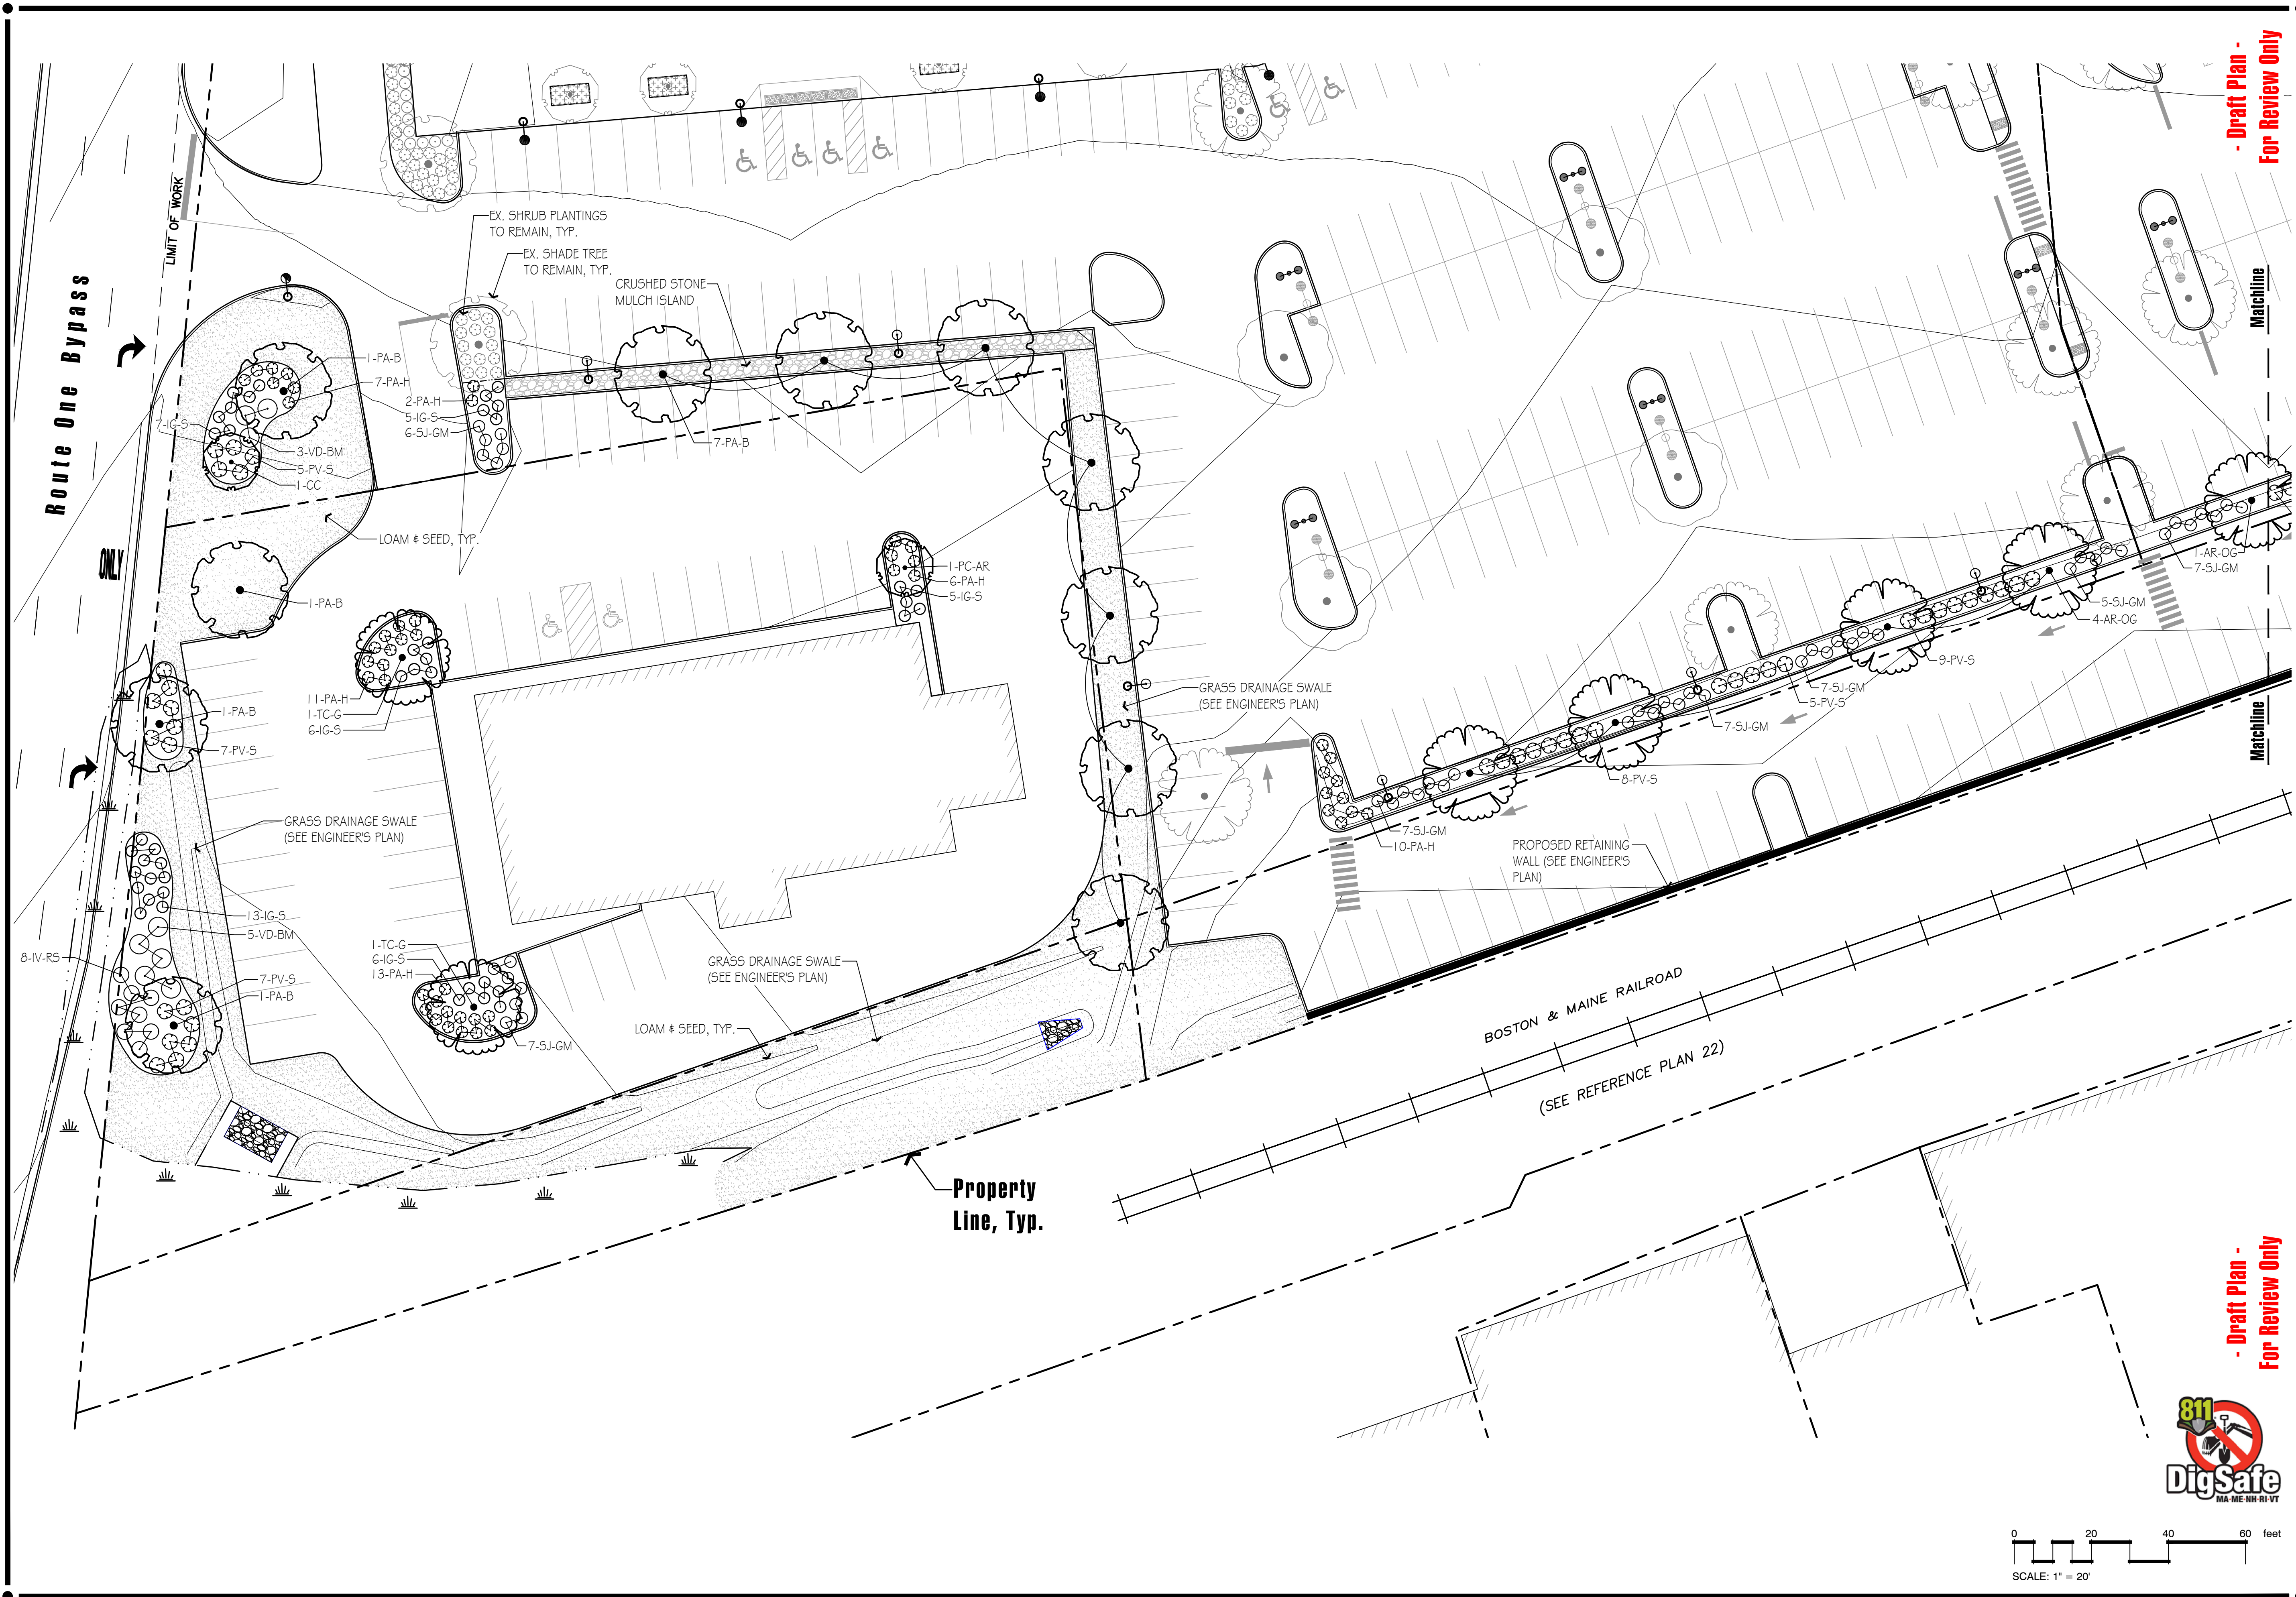 - Draft Plan -
For Review Only
LIMIT OF WORK
Route One Bypass
EX. SHRUB PLANTINGS
TO REMAIN, TYP.
EX. SHADE TREE
TO REMAIN, TYP.
CRUSHED STONE
MULCH ISLAND
Matchline
1-PA-B
7-PA-H
2-PA-H
5-IG-S
6-SJ-GM
7-IG-S
3-VD-BM
5-PV-S
1-CC
7-PA-B
LOAM & SEED, TYP.
ONLY
1-PA-B
1-PC-AR
6-PA-H
5-IG-S
1-AR-OG
7-SJ-GM
5-SJ-GM
4-AR-OG
9-PV-S
7-SJ-GM
5-PV-S
7-SJ-GM
8-PV-S
7-SJ-GM
10-PA-H
11-PA-H
1-TC-G
6-IG-S
1-PA-B
7-PV-S
GRASS DRAINAGE SWALE
(SEE ENGINEER'S PLAN)
Matchline
GRASS DRAINAGE SWALE
(SEE ENGINEER'S PLAN)
PROPOSED RETAINING
WALL (SEE ENGINEER'S
PLAN)
13-IG-S
5-VD-BM
8-IV-RS
7-PV-S
1-PA-B
1-TC-G
6-IG-S
13-PA-H
7-SJ-GM
GRASS DRAINAGE SWALE
(SEE ENGINEER'S PLAN)
LOAM & SEED, TYP.
BOSTON & MAINE RAILROAD
(SEE REFERENCE PLAN 22)
Property
Line, Typ.
- Draft Plan -
For Review Only
811
DigSafe
MA-ME-NH-RI-VT
0 20 40 60 feet
SCALE: 1" = 20'